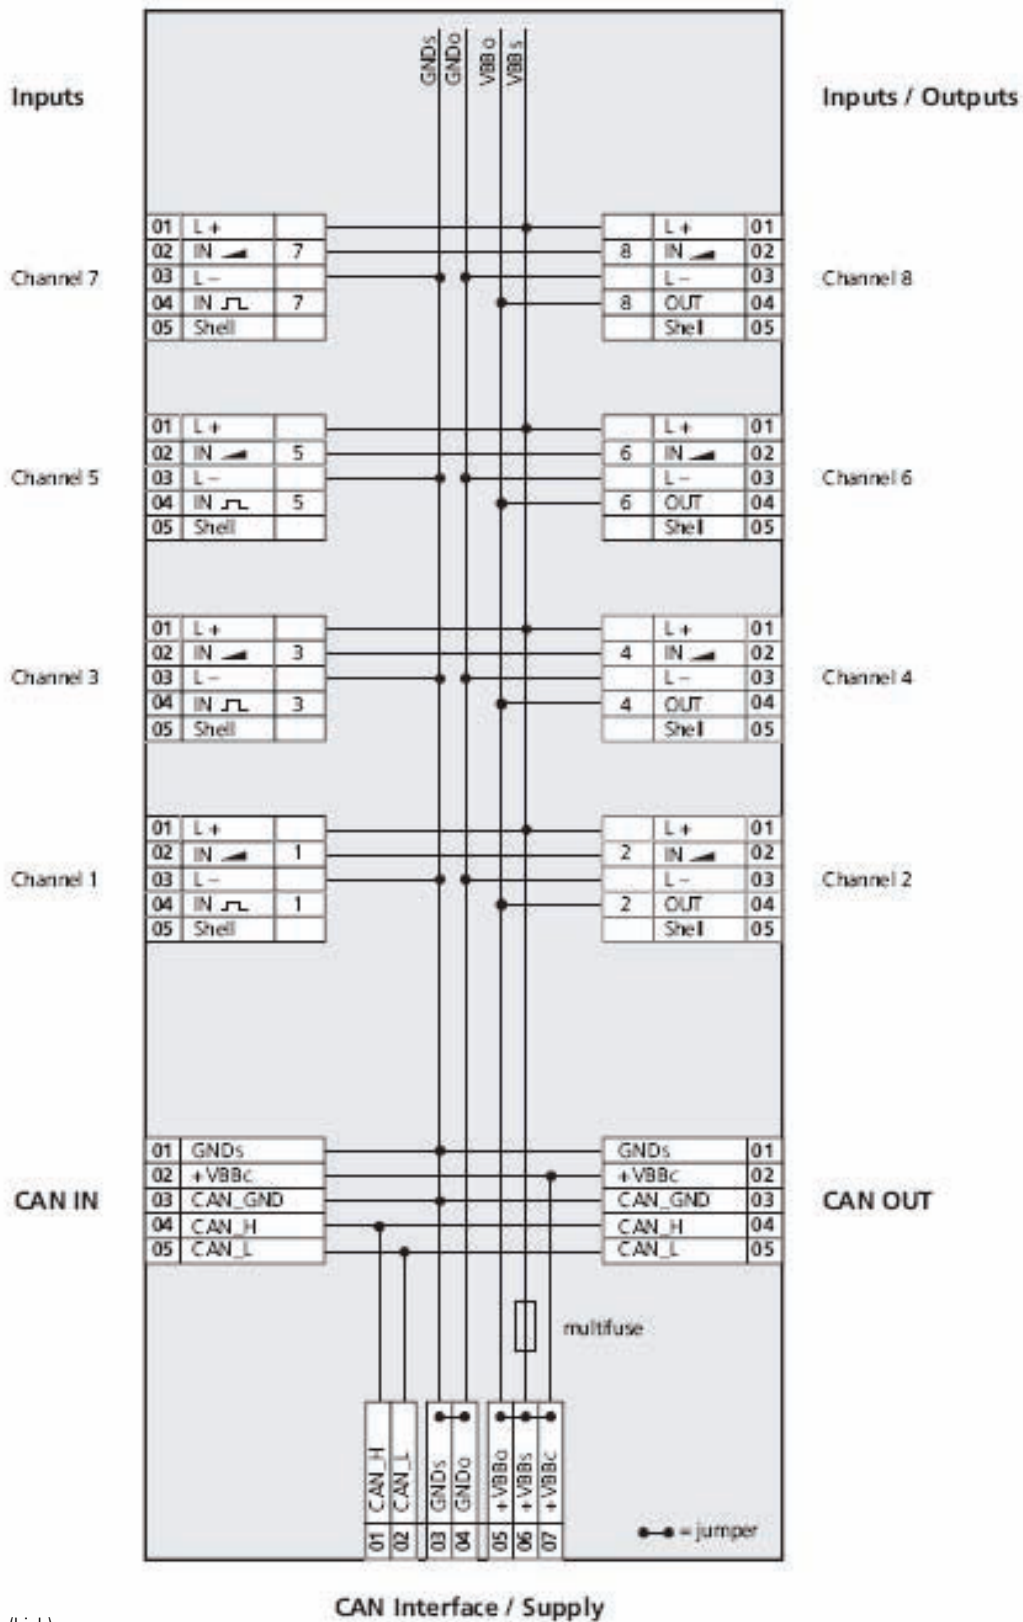 GNDs GNDo VBBo VBBs
Inputs
Inputs / Outputs
01 L+
02 IN 7
03 L–
04 IN 7
05 Shell
Channel 7
L+ 01
8 IN 02
L– 03
8 OUT 04
Shell 05
Channel 8
01 L+
02 IN 5
03 L–
04 IN 5
05 Shell
Channel 5
L+ 01
6 IN 02
L– 03
6 OUT 04
Shell 05
Channel 6
01 L+
02 IN 3
03 L–
04 IN 3
05 Shell
Channel 3
L+ 01
4 IN 02
L– 03
4 OUT 04
Shell 05
Channel 4
01 L+
02 IN 1
03 L–
04 IN 1
05 Shell
Channel 1
L+ 01
2 IN 02
L– 03
2 OUT 04
Shell 05
Channel 2
CAN IN
01 GNDs
02 +VBBc
03 CAN_GND
04 CAN_H
05 CAN_L
GNDs 01
+VBBc 02
CAN_GND 03
CAN_H 04
CAN_L 05
CAN OUT
multifuse
01 CAN_H
02 CAN_L
03 GNDs
04 GNDo
05 +VBBo
06 +VBBs
07 +VBBc
= jumper
CAN Interface / Supply